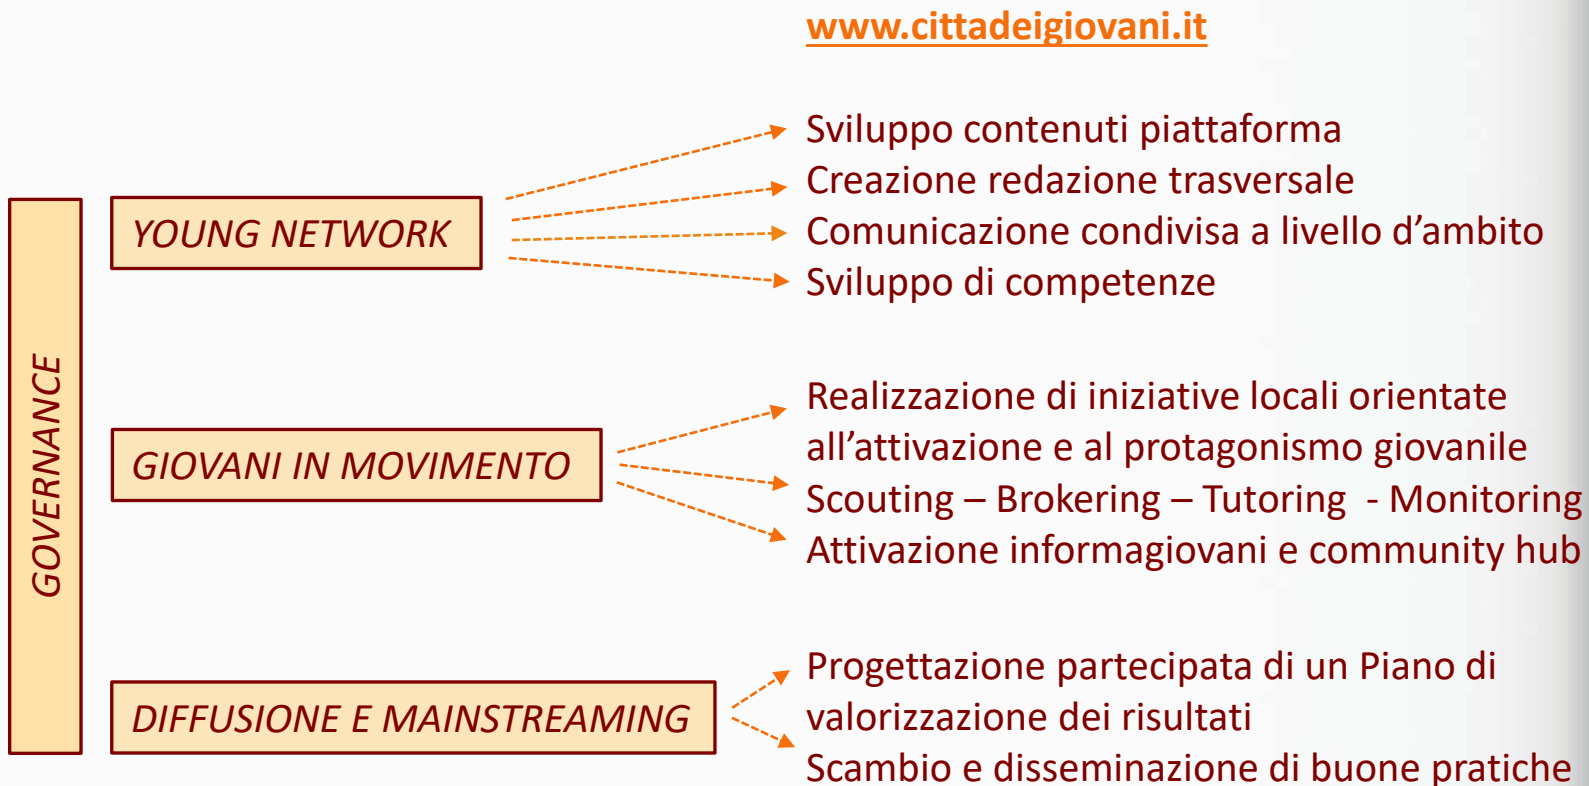 www.cittadeigiovani.it
GOVERNANCE
YOUNG NETWORK
Sviluppo contenuti piattaforma
Creazione redazione trasversale
Comunicazione condivisa a livello d’ambito
Sviluppo di competenze
GIOVANI IN MOVIMENTO
Realizzazione di iniziative locali orientate
all’attivazione e al protagonismo giovanile
Scouting – Brokering – Tutoring - Monitoring
Attivazione informagiovani e community hub
DIFFUSIONE E MAINSTREAMING
Progettazione partecipata di un Piano di
valorizzazione dei risultati
Scambio e disseminazione di buone pratiche